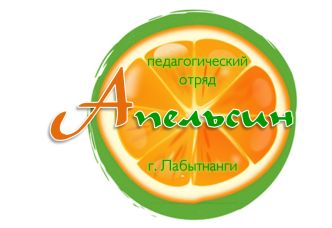 педагогический
отряд
Апельсин
г. Лабытнанги